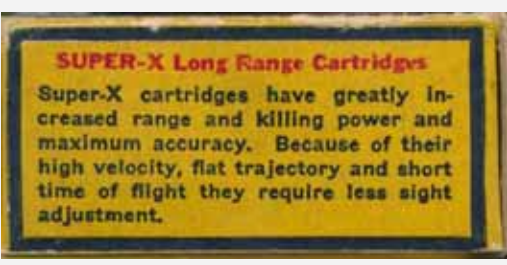 SUPER-X Long Range Cartridges
Super-X cartridges have greatly in-
creased range and killing power and
maximum accuracy. Because of their
high velocity, flat trajectory and short
time of flight they require less sight
adjustment.